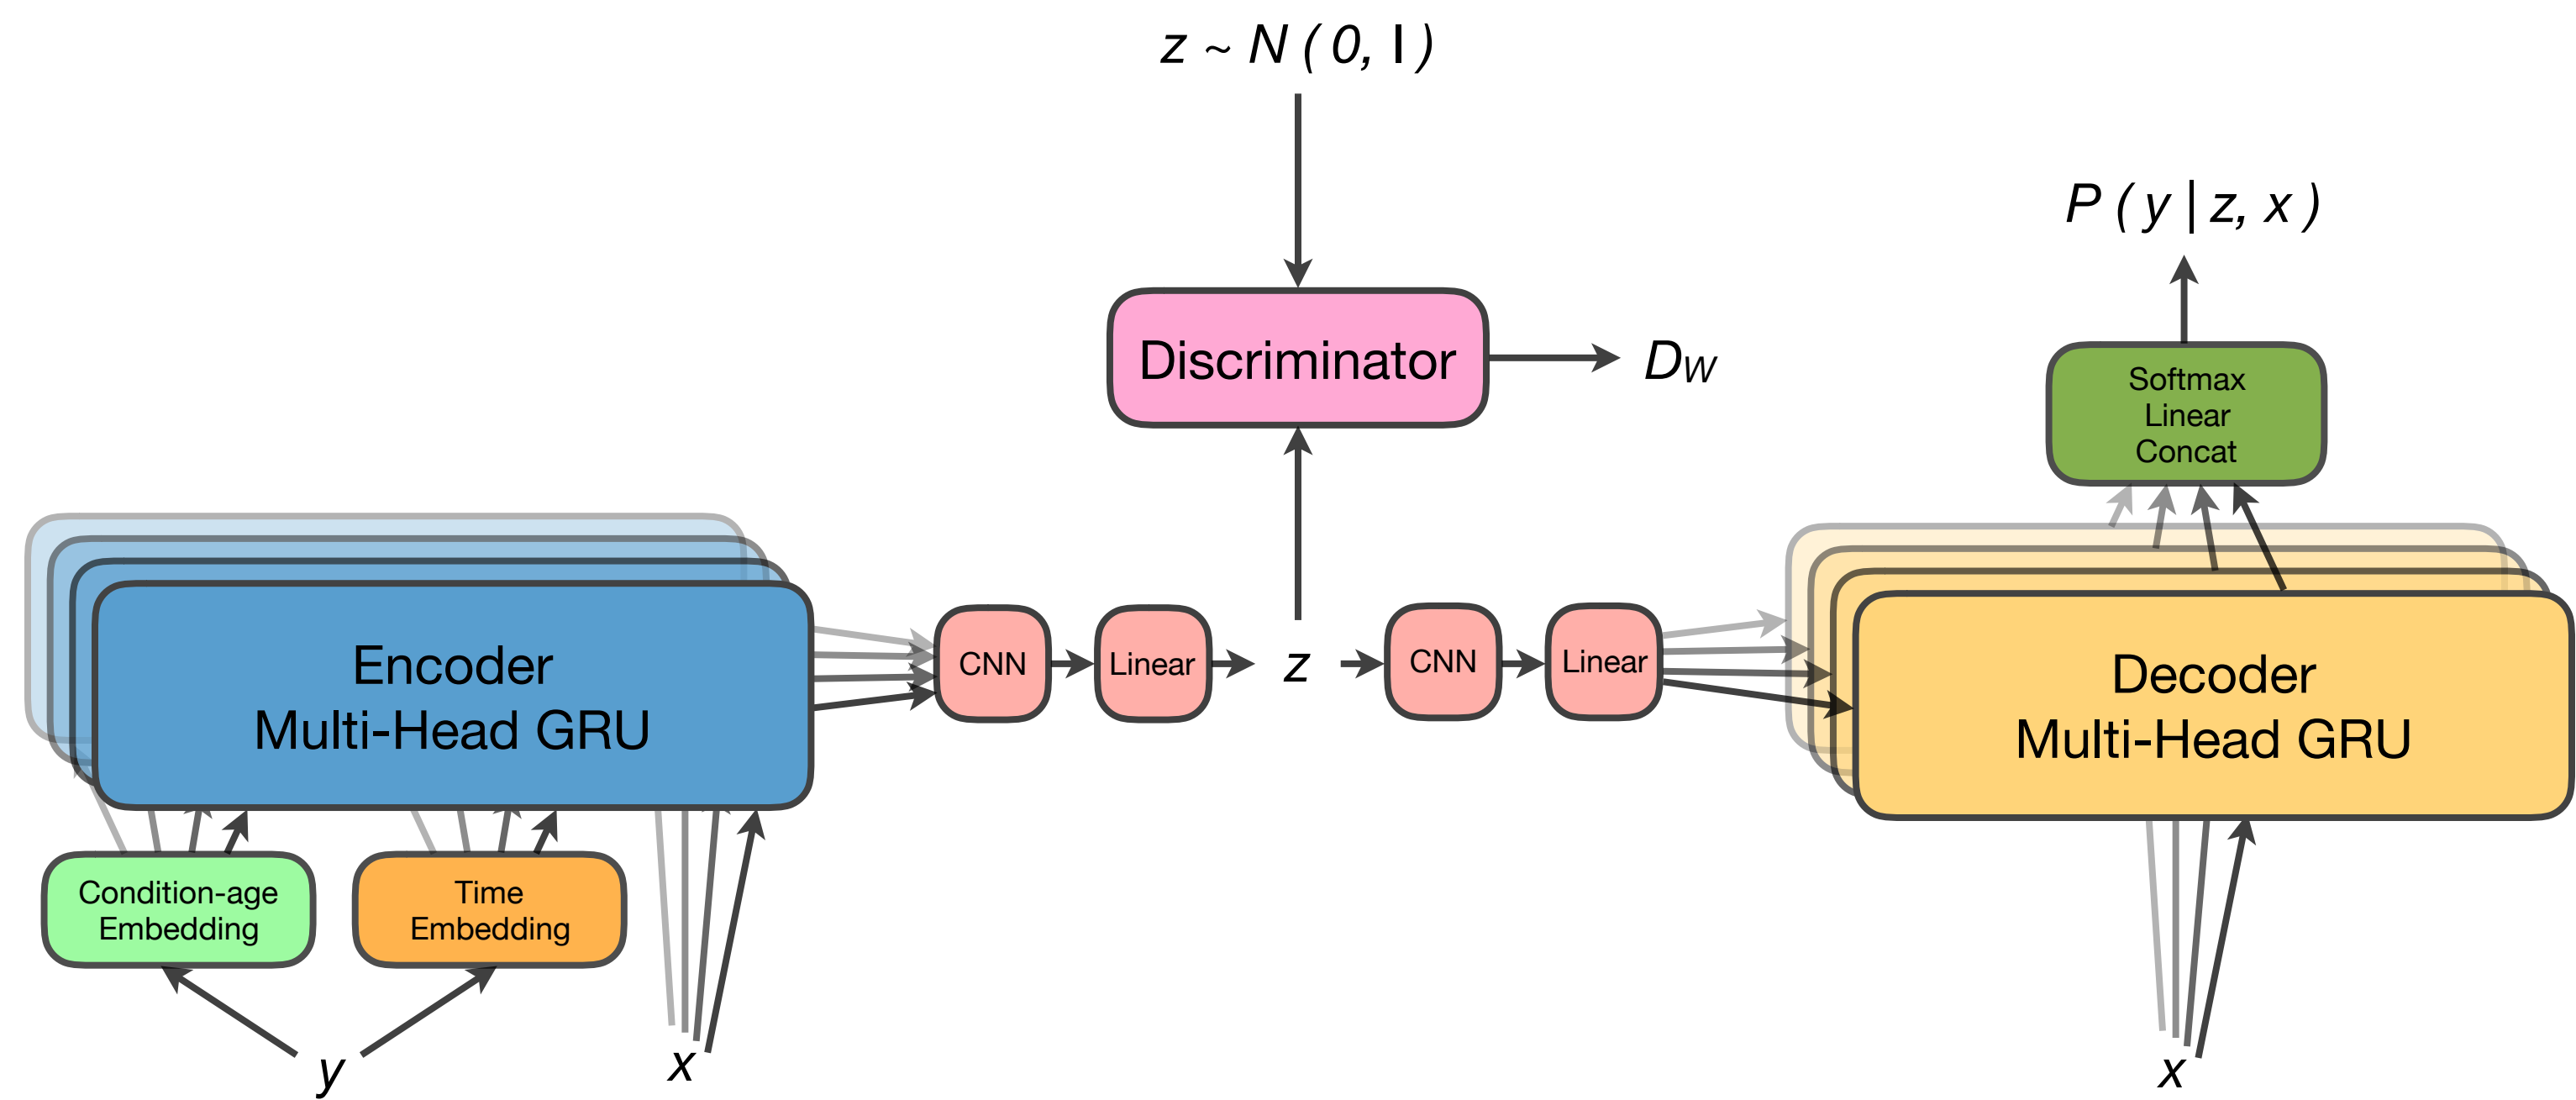 z ~ N ( 0, I )
P ( y | z, x )
Discriminator
D_W
Softmax
Linear
Concat
Encoder
Multi-Head GRU
CNN
Linear
z
CNN
Linear
Decoder
Multi-Head GRU
Condition-age
Embedding
Time
Embedding
y
x
x